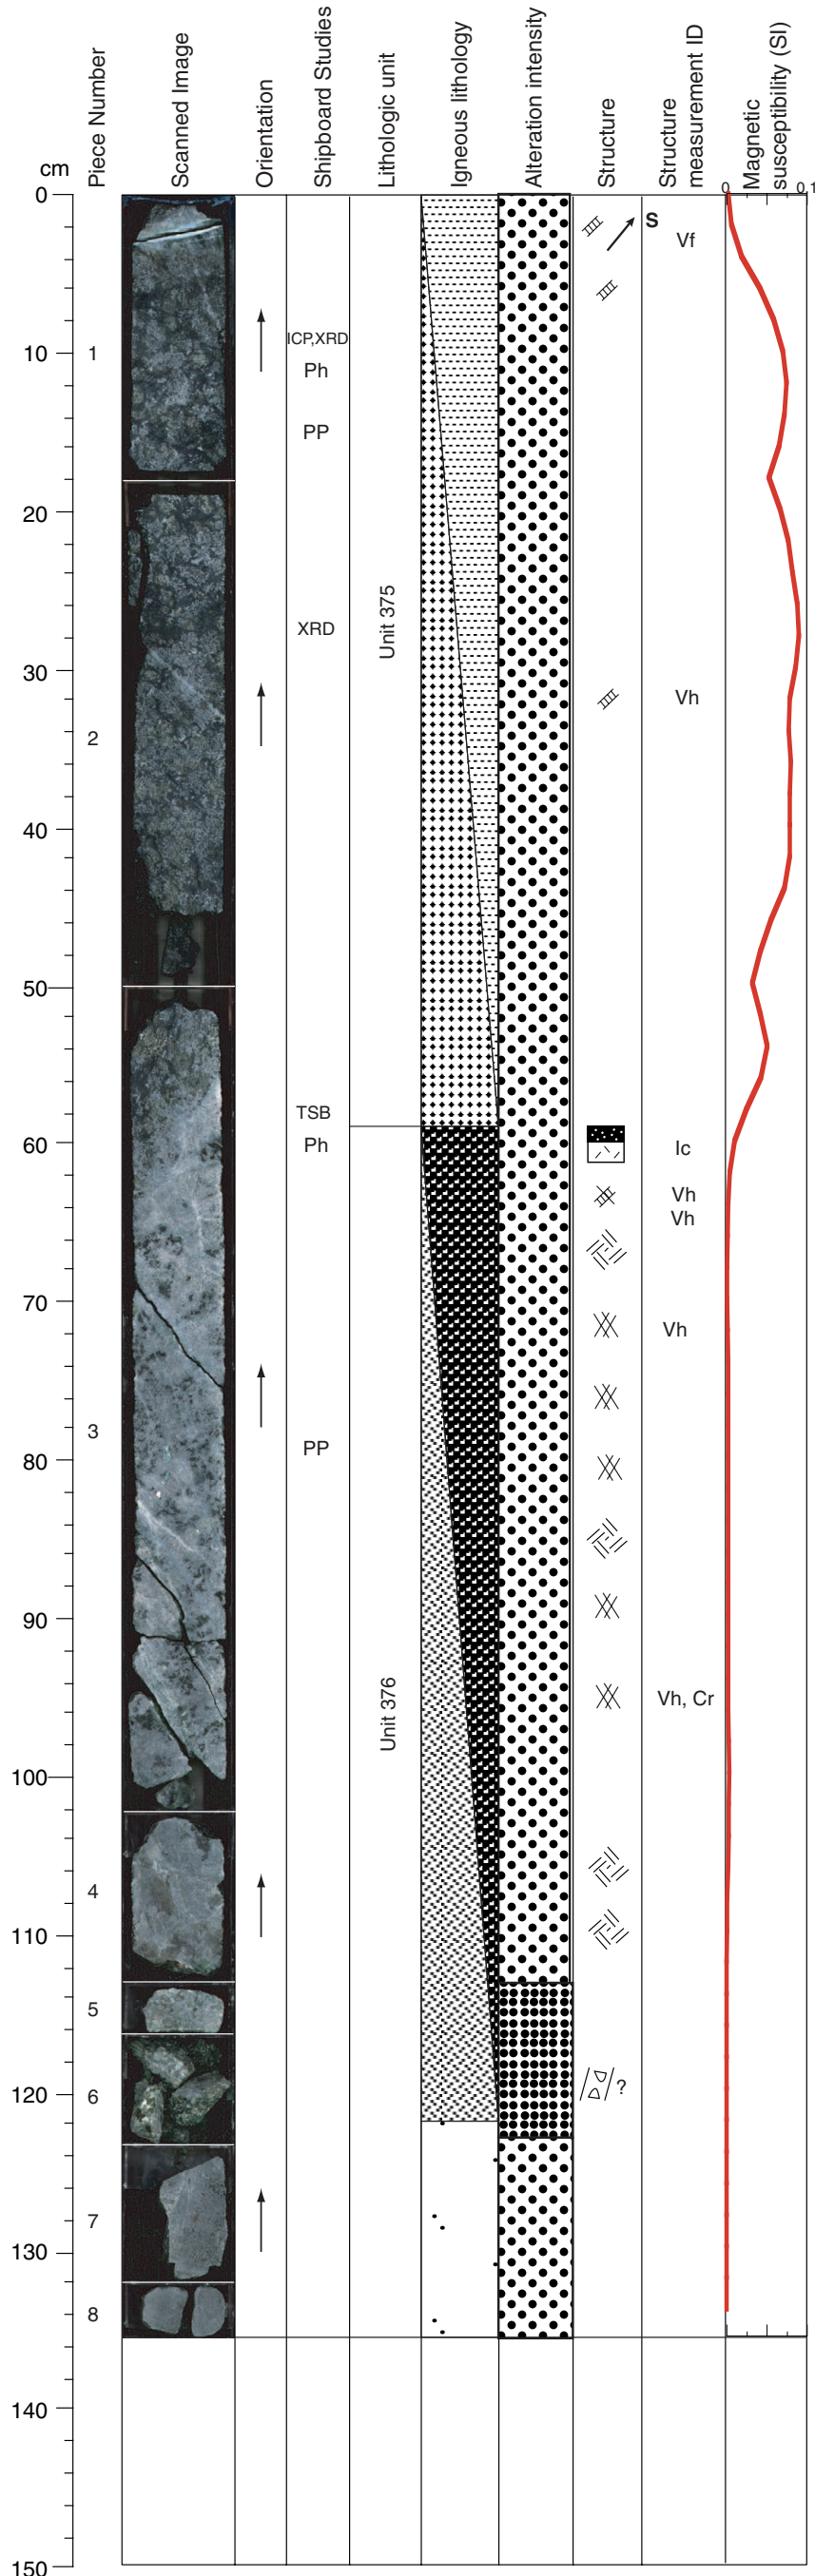 cm
Piece Number
Scanned Image
Orientation
Shipboard Studies
Lithologic unit
Igneous lithology
Alteration intensity
Structure
Structure
measurement ID
Magnetic
susceptibility (SI)
0
0.1
0
S
Vf
ICP,XRD
10
1
Ph
PP
20
Unit 375
XRD
30
Vh
2
40
50
TSB
60
Ph
Ic
Vh
Vh
70
Vh
3
PP
80
90
Unit 376
Vh, Cr
100
4
110
5
120
6
?
7
130
8
140
150